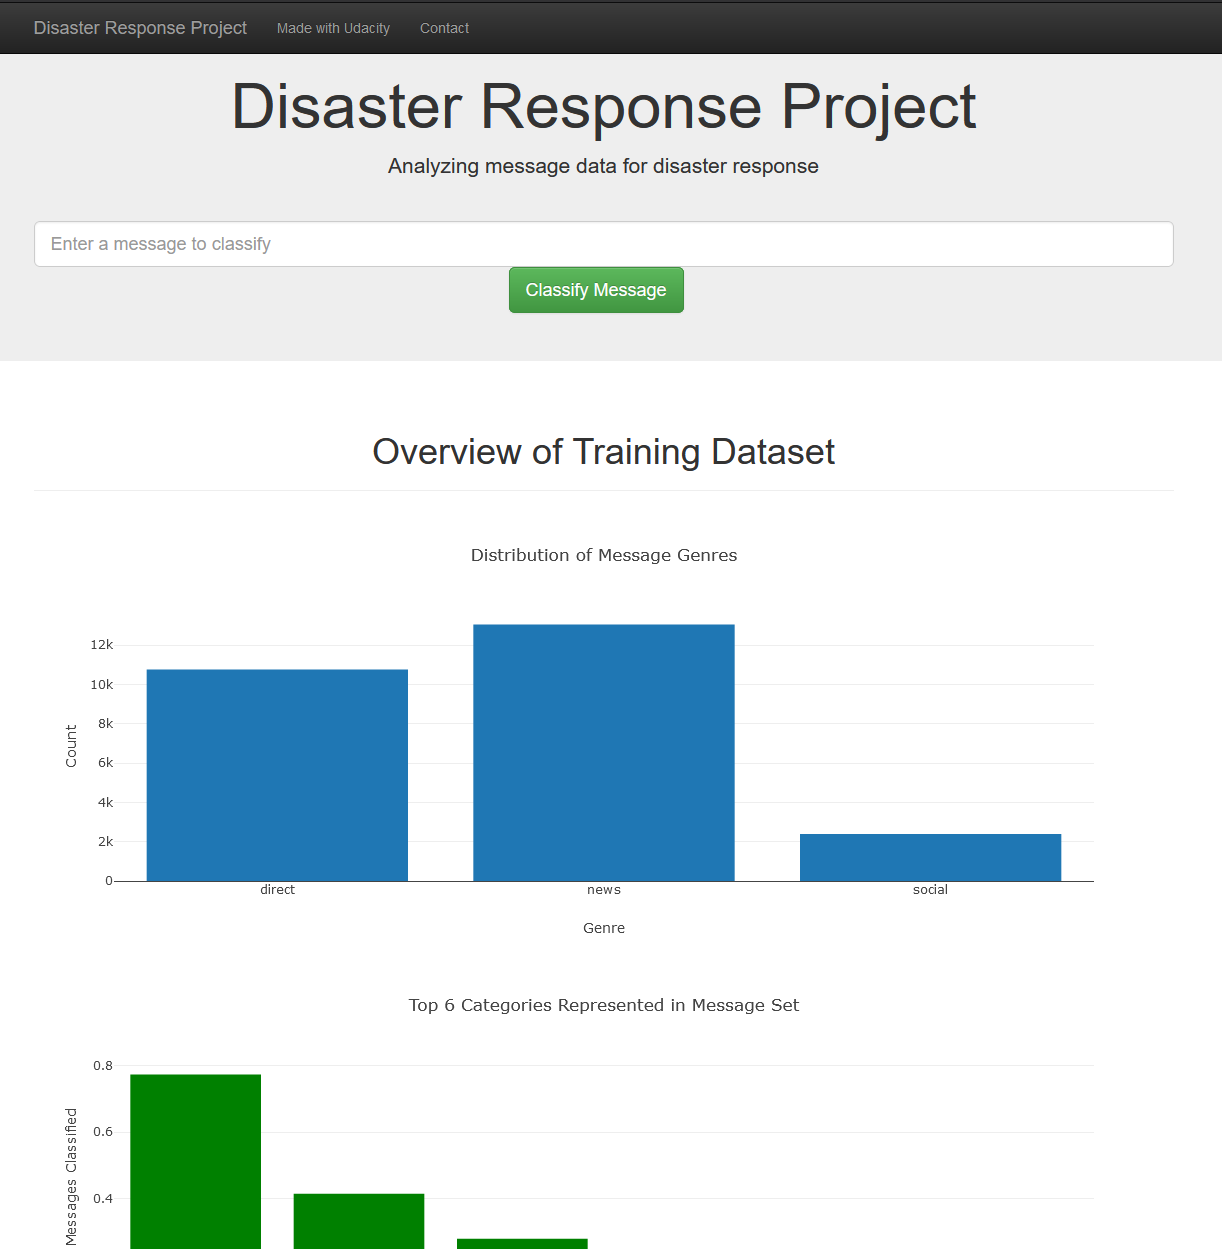 Disaster Response Project Made with Udacity Contact
Disaster Response Project
Analyzing message data for disaster response
Enter a message to classify
Classify Message
Overview of Training Dataset
Distribution of Message Genres
12k
10k
8k
6k
4k
2k
0
Count
direct news social
Genre
Top 6 Categories Represented in Message Set
0.8
0.6
0.4
Messages Classified